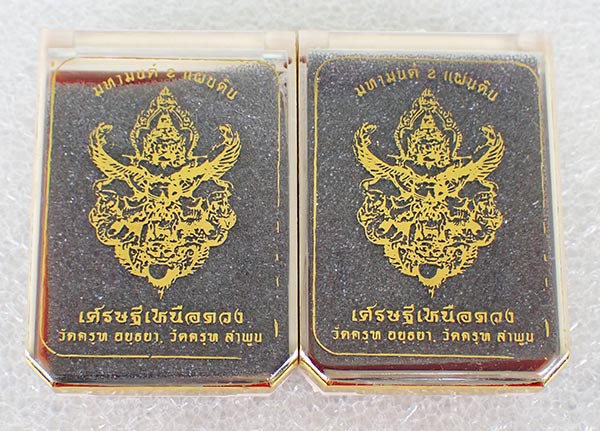 มหามนต์ 2 แผ่นดิน
เศรษฐีเหนือดวง
วัดครุฑ อยุธยา, วัดครุฑ ลำพูน
มหามนต์ 2 แผ่นดิน
เศรษฐีเหนือดวง
วัดครุฑ อยุธยา, วัดครุฑ ลำพูน